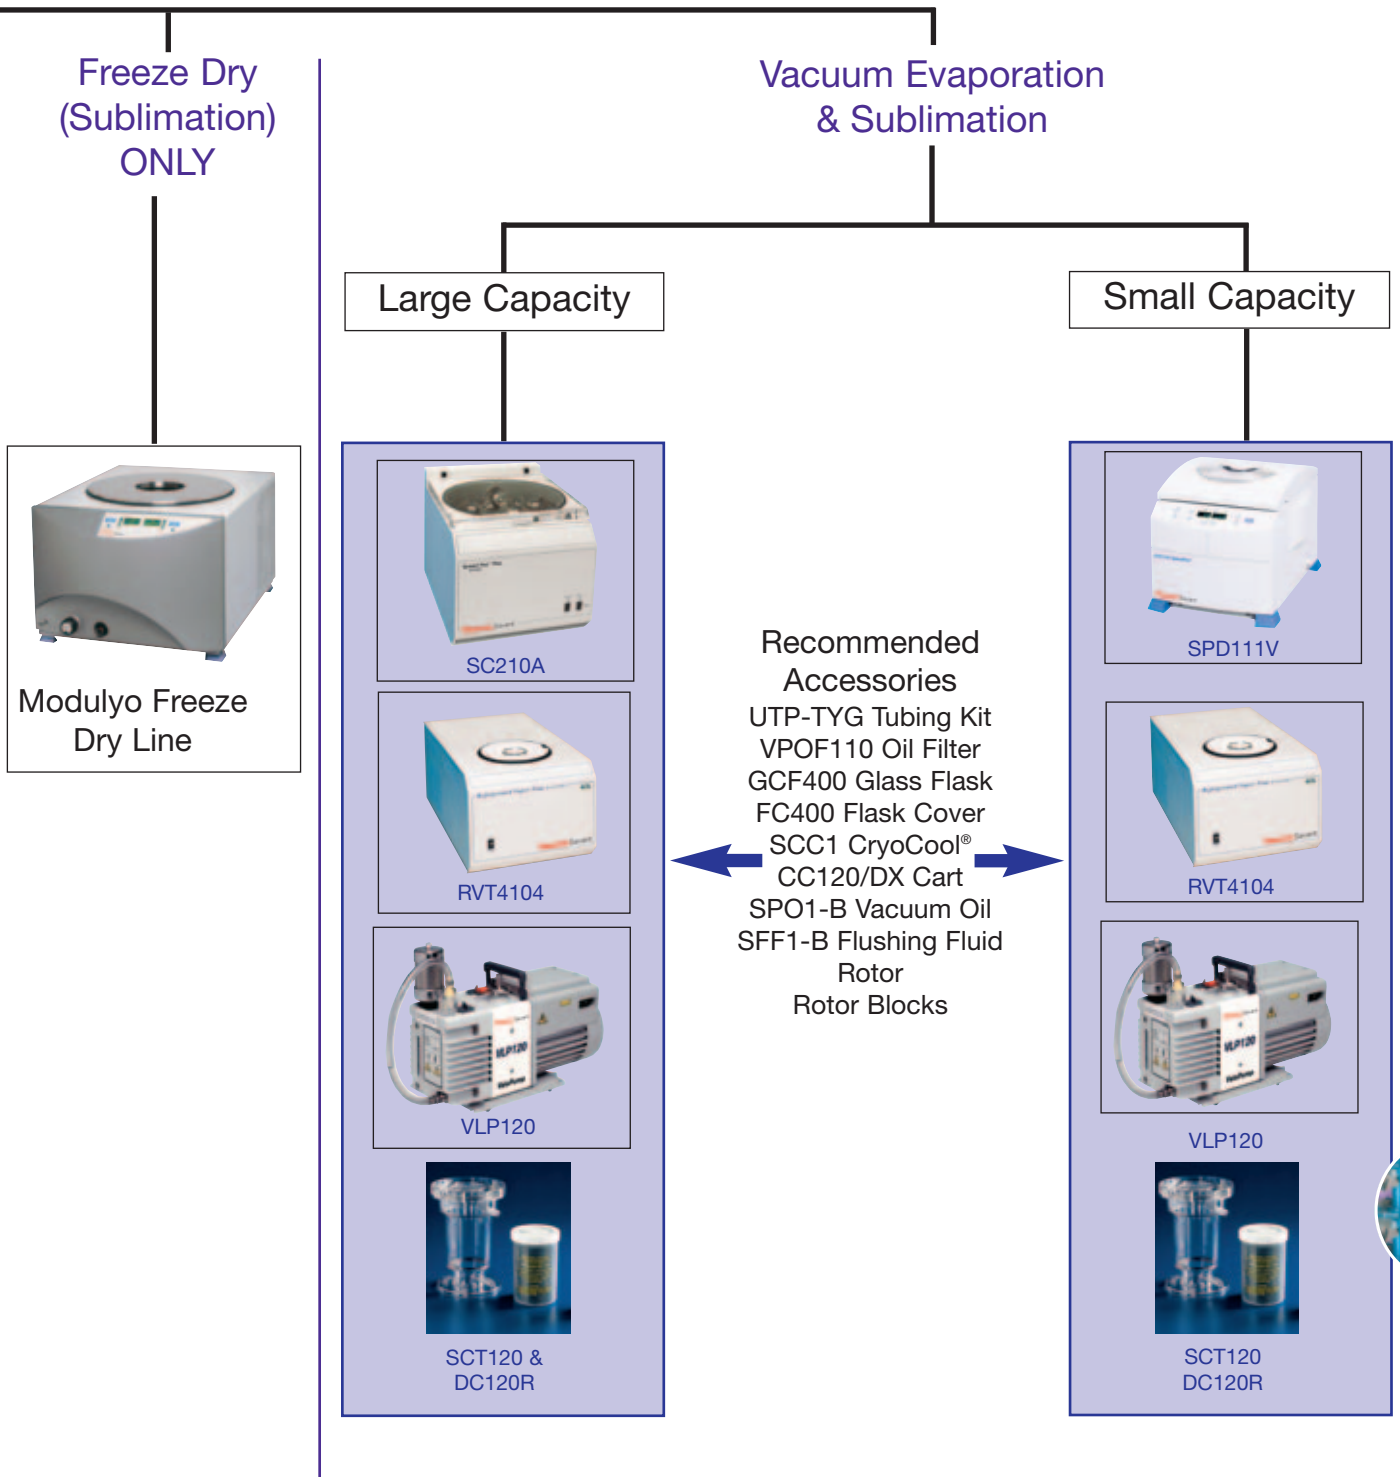 Freeze Dry
(Sublimation)
ONLY
Vacuum Evaporation
& Sublimation
Large Capacity
Small Capacity
Modulyo Freeze
Dry Line
SC210A
RVT4104
VLP120
VLP120
SCT120 &
DC120R
Recommended
Accessories
UTP-TYG Tubing Kit
VPOF110 Oil Filter
GCF400 Glass Flask
FC400 Flask Cover
SCC1 CryoCool®
CC120/DX Cart
SPO1-B Vacuum Oil
SFF1-B Flushing Fluid
Rotor
Rotor Blocks
SPD111V
RVT4104
VLP120
VLP120
SCT120
DC120R